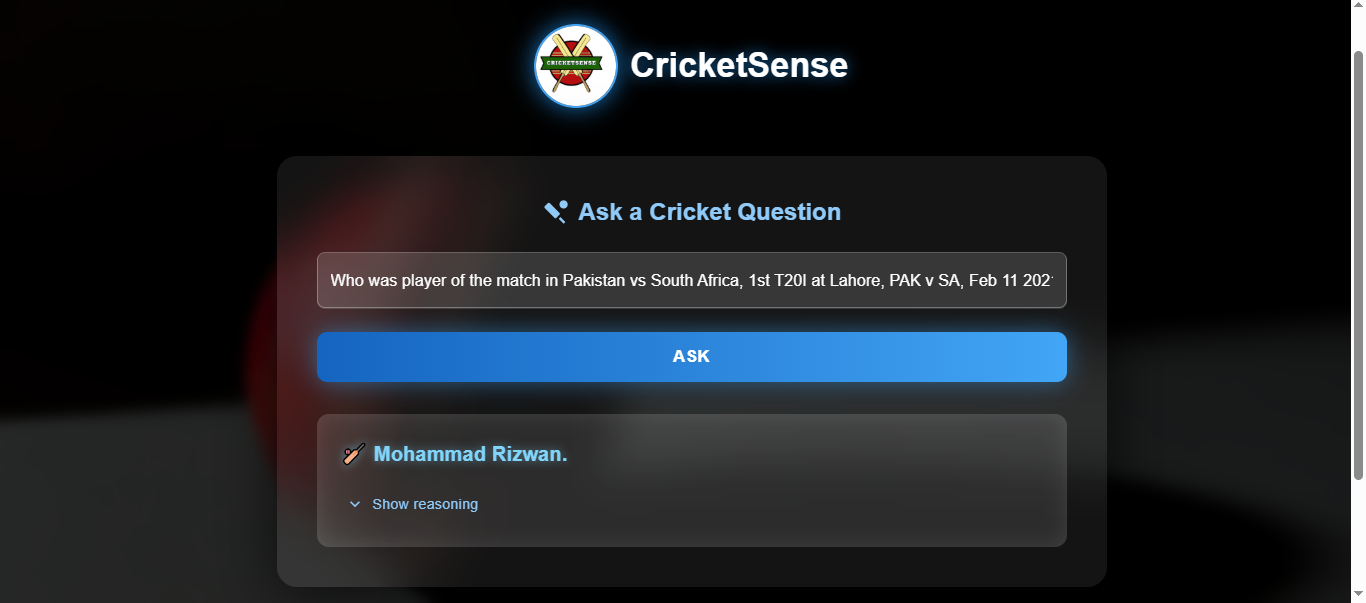 CRICKETSENSE
CricketSense
Ask a Cricket Question
Who was player of the match in Pakistan vs South Africa, 1st T20I at Lahore, PAK v SA, Feb 11 202
ASK
Mohammad Rizwan.
Show reasoning